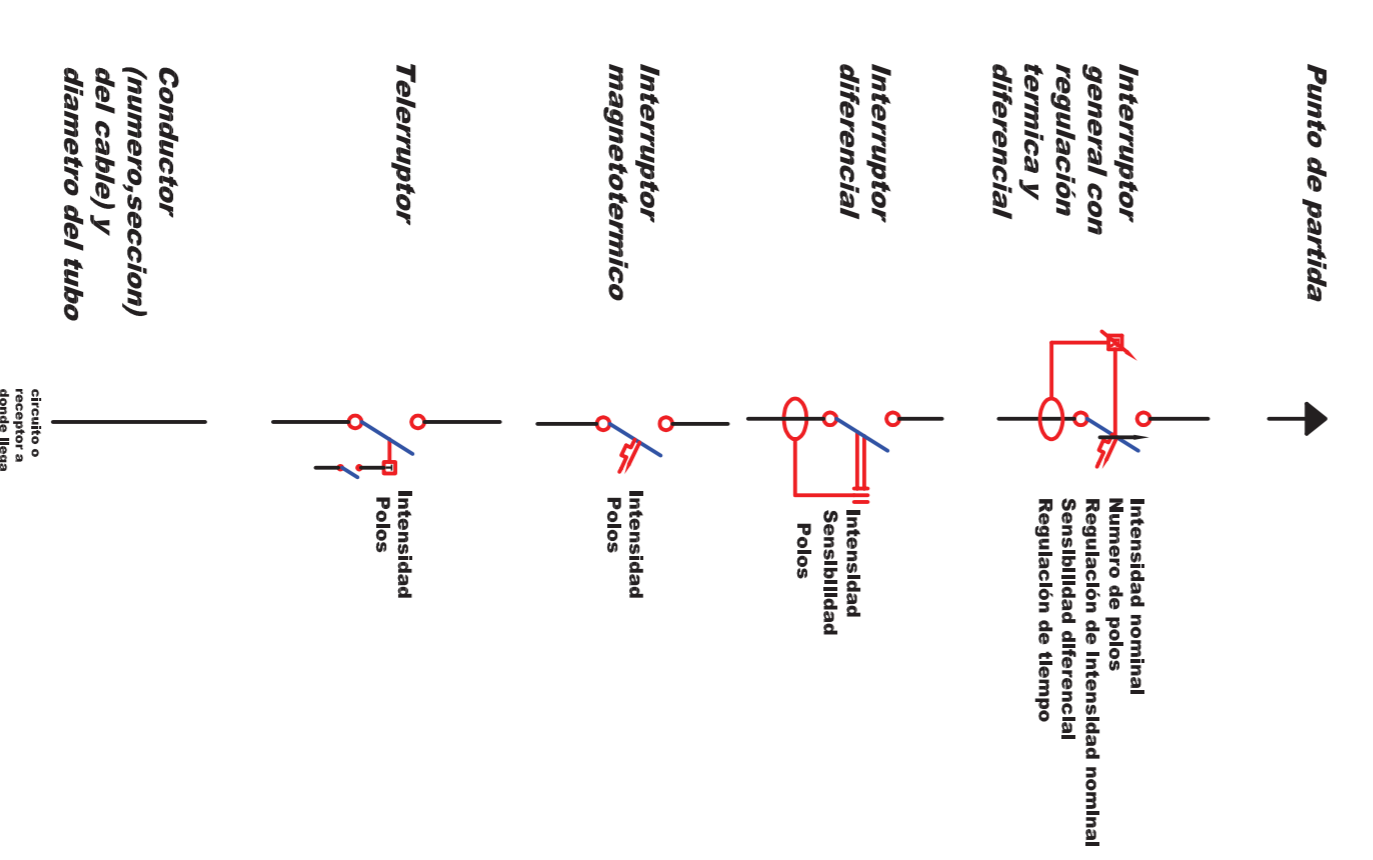 Punto de partida
Interruptor
general con
regulación
termica y
diferencial
Intensidad nominal
Numero de polos
Regulación de Intensidad nominal
Sensibilidad diferencial
Regulación de tiempo
Interruptor
diferencial
Intensidad
Sensibilidad
Polos
Interruptor
magnetotermico
Intensidad
Polos
Telerruptor
Intensidad
Polos
Conductor
(numero,seccion)
del cable) y
diametro del tubo
circuito o
receptor a
donde llega